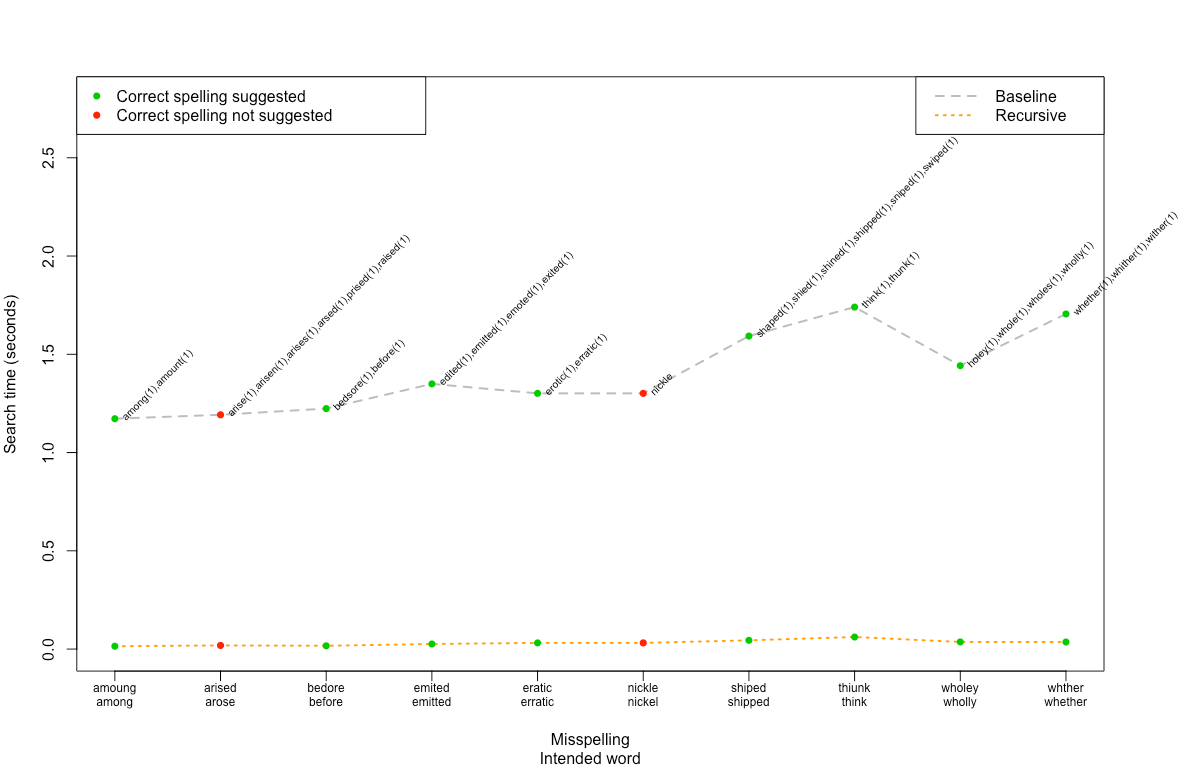 Correct spelling suggested
Correct spelling not suggested
Baseline
Recursive
Search time (seconds)
2.5
2.0
1.5
1.0
0.5
0.0
among(1),amount(1)
arise(1),arisen(1),arises(1),arsed(1),prised(1),raised(1)
bedsore(1),before(1)
edited(1),emitted(1),emoted(1),exited(1)
erotic(1),erratic(1)
nickle
shaped(1),shied(1),shined(1),shipped(1),sniped(1),swiped(1)
think(1),thunk(1)
holey(1),whole(1),wholes(1),wholly(1)
whether(1),whither(1),wither(1)
amoung
among
arised
arose
bedore
before
emited
emitted
eratic
erratic
nickle
nickel
shiped
shipped
thiunk
think
wholey
wholly
whther
whether
Misspelling
Intended word